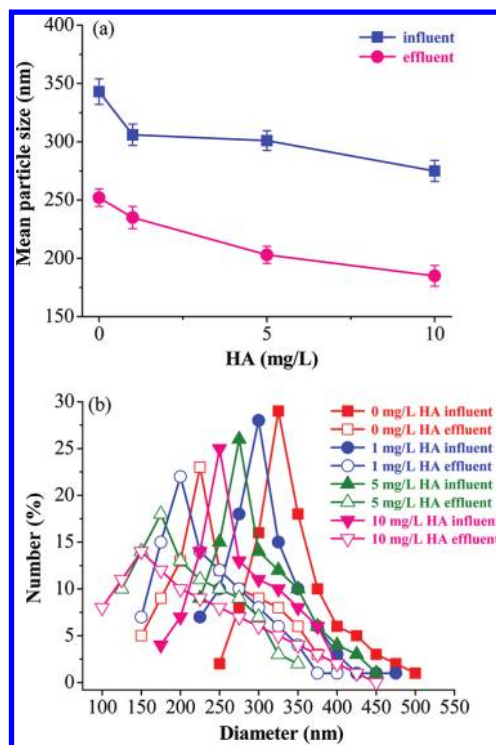 (a)
influent
effluent
Mean particle size (nm)
400
350
300
250
200
150
0
5
10
HA (mg/L)
(b)
0 mg/L HA influent
0 mg/L HA effluent
1 mg/L HA influent
1 mg/L HA effluent
5 mg/L HA influent
5 mg/L HA effluent
10 mg/L HA influent
10 mg/L HA effluent
Number (%)
30
25
20
15
10
5
0
100 150 200 250 300 350 400 450 500 550
Diameter (nm)